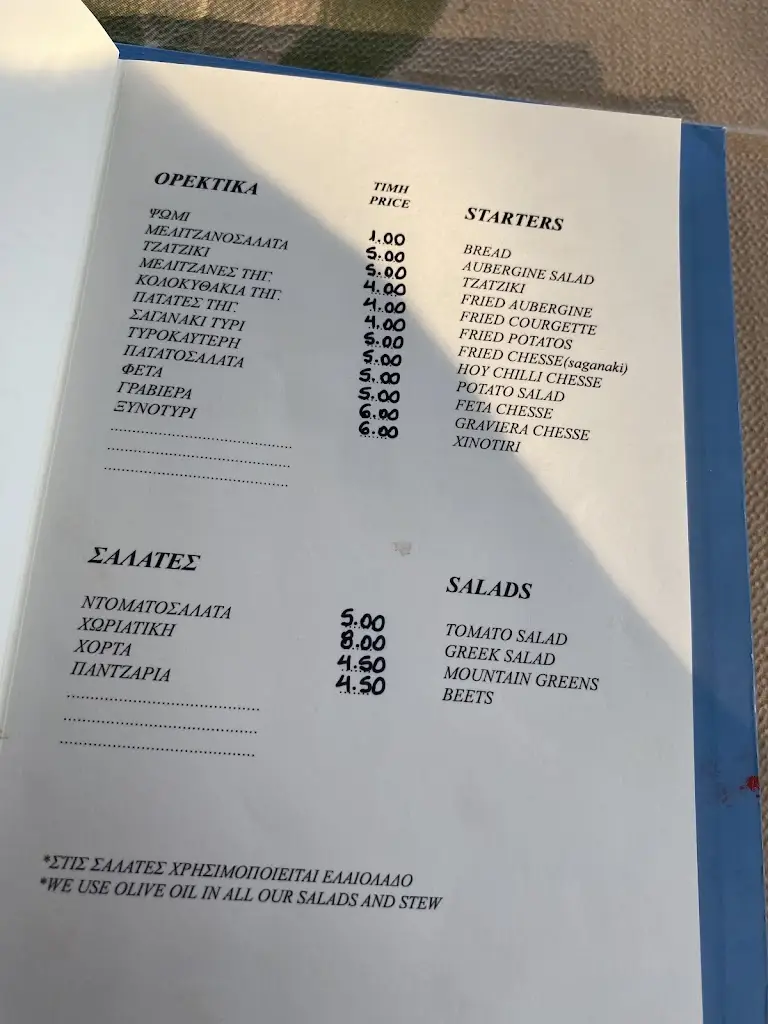 ΟΡΕΚΤΙΚΑ ΤΙΜΗ PRICE STARTERS
ΨΩΜΙ 1.00 BREAD
ΜΕΛΙΤΖΑΝΟΣΑΛΑΤΑ 5.00 AUBERGINE SALAD
ΤΖΑΤΖΙΚΙ 5.00 TZATZIKI
ΜΕΛΙΤΖΑΝΕΣ ΤΗΓ. 4.00 FRIED AUBERGINE
ΚΟΛΟΚΥΘΑΚΙΑ ΤΗΓ. 4.00 FRIED COURGETTE
ΠΑΤΑΤΕΣ ΤΗΓ. 4.00 FRIED POTATOS
ΣΑΓΑΝΑΚΙ ΤΥΡΙ 5.00 FRIED CHESSE(saganaki)
ΤΥΡΟΚΑΥΤΕΡΗ 5.00 HOY CHILLI CHESSE
ΠΑΤΑΤΟΣΑΛΑΤΑ 5.00 POTATO SALAD
ΦΕΤΑ 5.00 FETA CHESSE
ΓΡΑΒΙΕΡΑ 6.00 GRAVIERA CHESSE
ΞΥΝΟΤΥΡΙ 6.00 XINOTIRI
ΣΑΛΑΤΕΣ SALADS
ΝΤΟΜΑΤΟΣΑΛΑΤΑ 5.00 TOMATO SALAD
ΧΩΡΙΑΤΙΚΗ 8.00 GREEK SALAD
ΧΟΡΤΑ 4.50 MOUNTAIN GREENS
ΠΑΝΤΖΑΡΙΑ 4.50 BEETS
*ΣΤΙΣ ΣΑΛΑΤΕΣ ΧΡΗΣΙΜΟΠΟΙΕΙΤΑΙ ΕΛΑΙΟΛΑΔΟ
*WE USE OLIVE OIL IN ALL OUR SALADS AND STEW